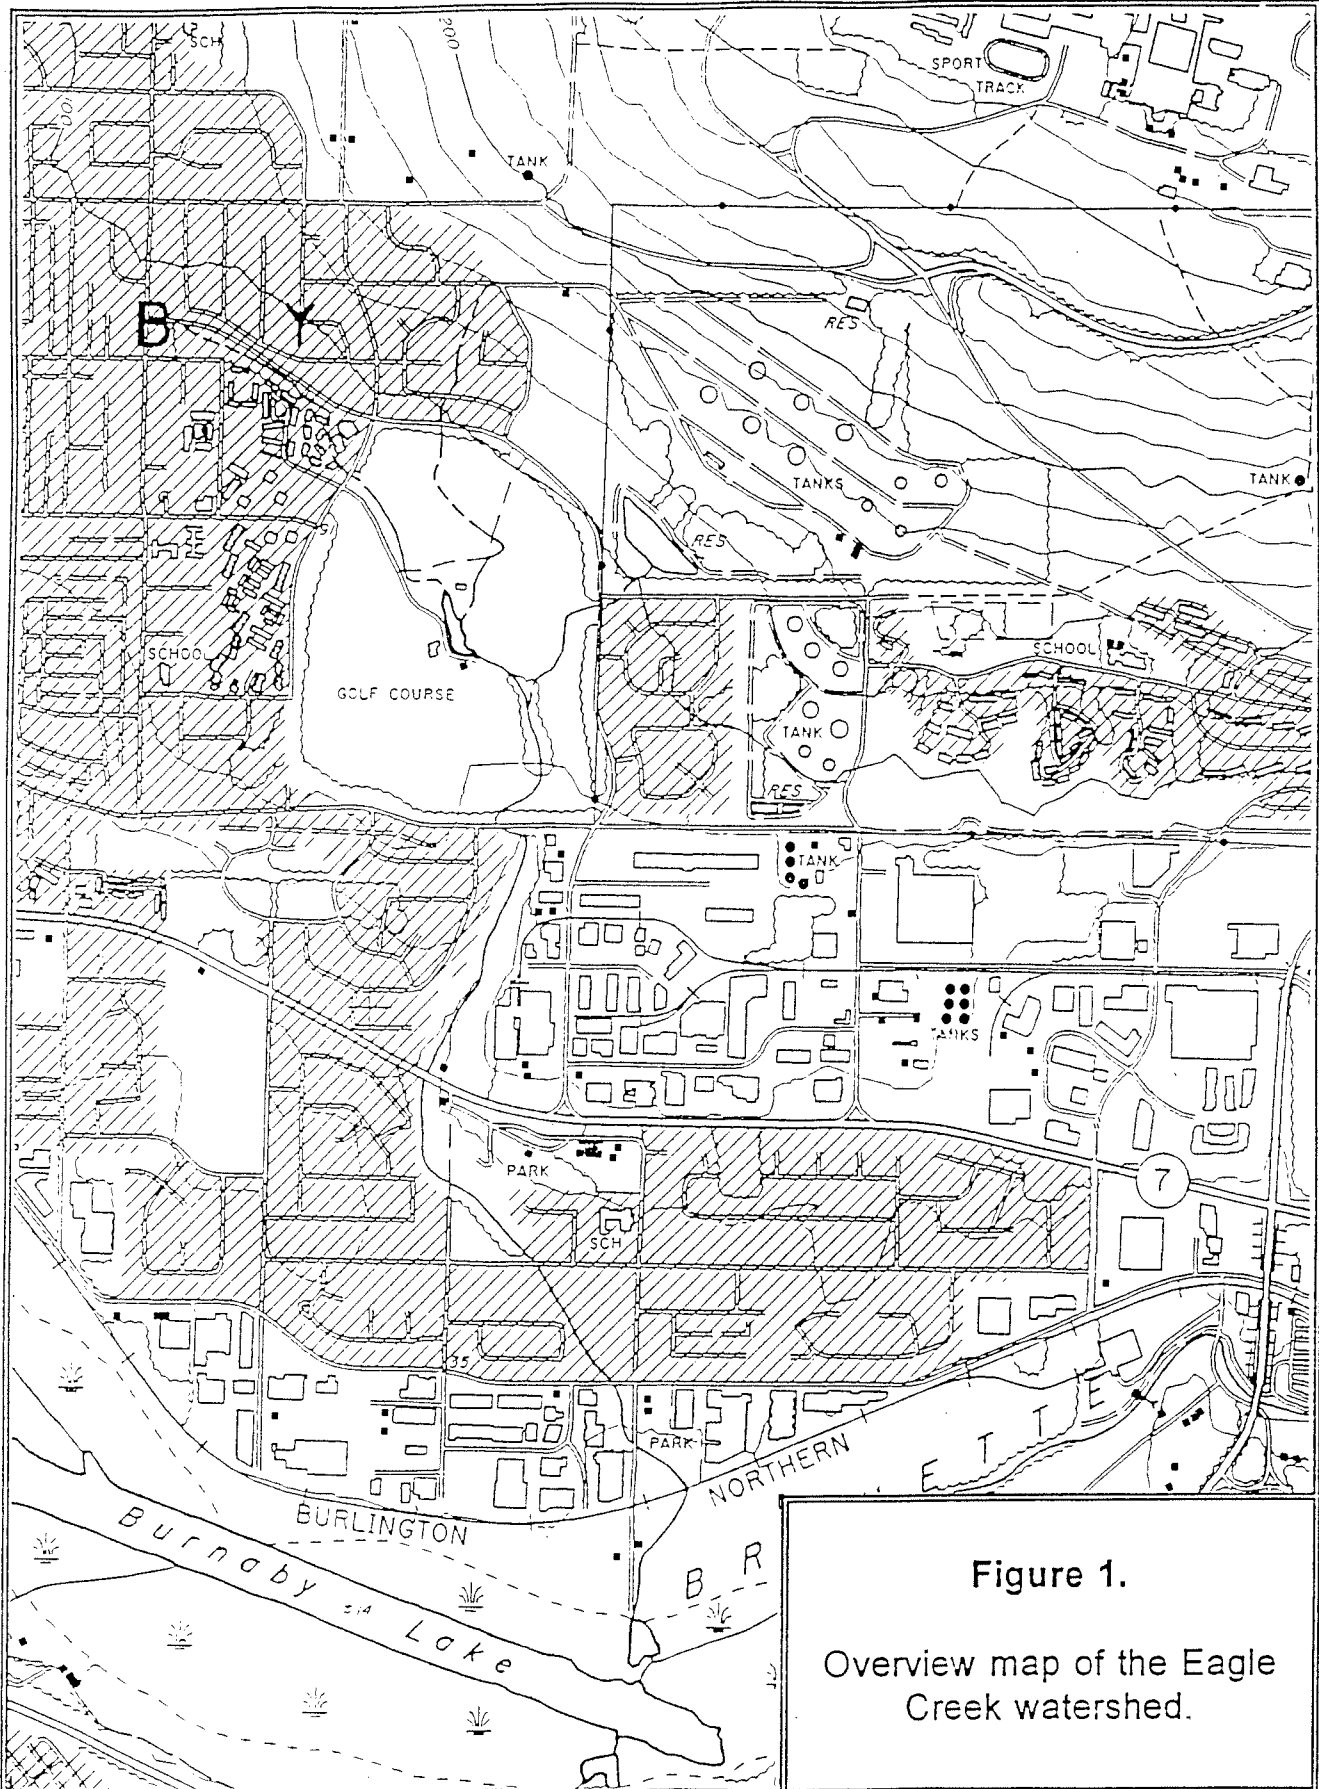 SCH
200
100
SPORT
TRACK
TANK
B
Y
RES
TANKS
TANK
RES
SCHOOL
SCHOOL
GOLF COURSE
TANK
RES
TANK
TANKS
PARK
7
SCH
35
PARK
NORTHERN
BURLINGTON
E T T E
B R
Burnaby Lake
Figure 1.
Overview map of the Eagle
Creek watershed.